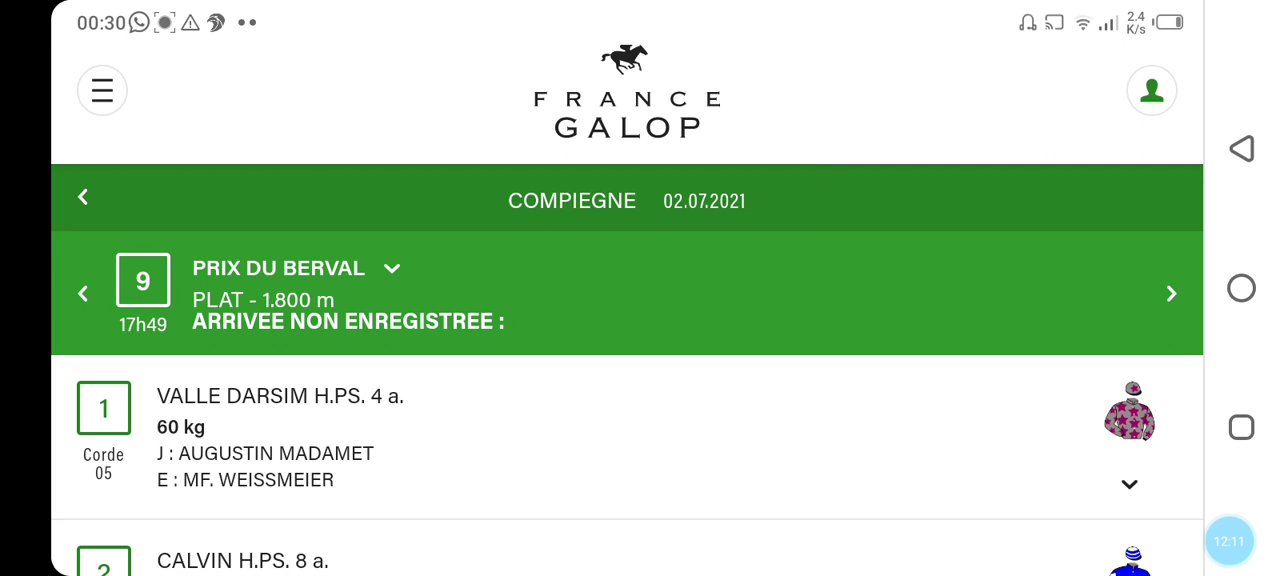 00:30
2.4
K/s
FRANCE
GALOP
COMPIEGNE 02.07.2021
9
17h49
PRIX DU BERVAL
PLAT - 1.800 m
ARRIVEE NON ENREGISTREE :
1
Corde
05
VALLE DARSIM H.PS. 4 a.
60 kg
J : AUGUSTIN MADAMET
E : MF. WEISSMEIER
2
CALVIN H.PS. 8 a.
12:11